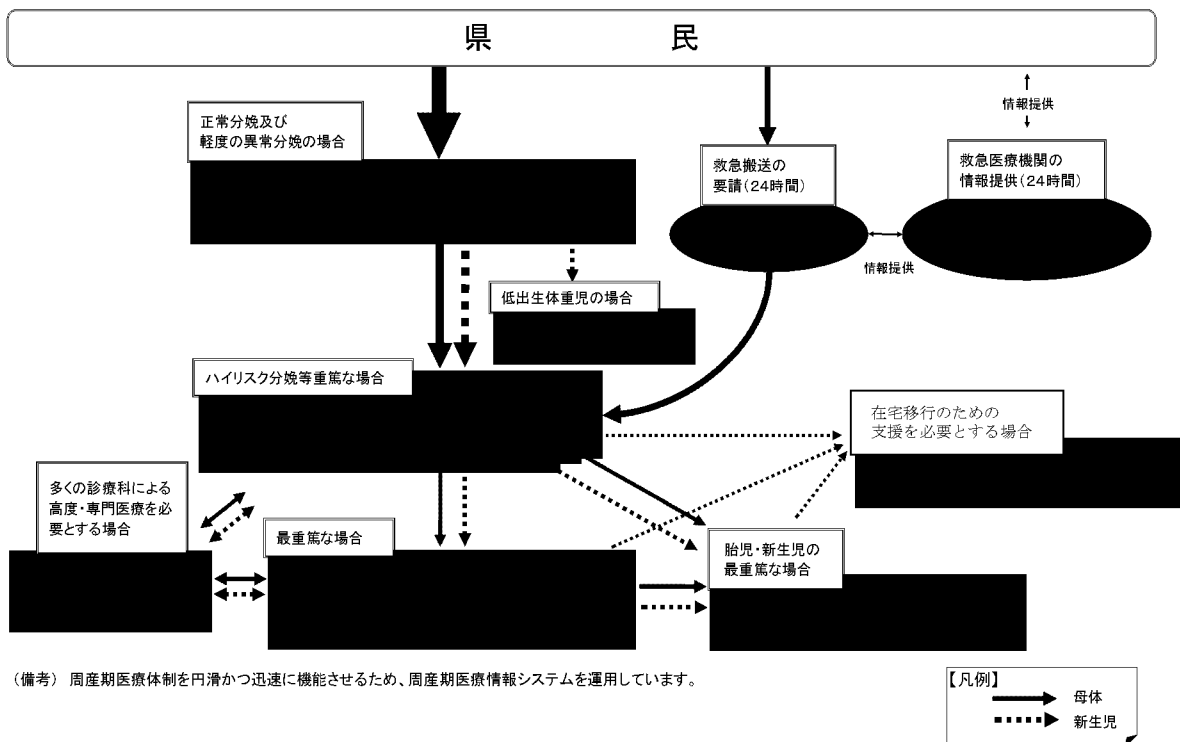 県 民
情報提供
正常分娩及び
軽度の異常分娩の場合
救急搬送の
要請(24時間)
救急医療機関の
情報提供(24時間)
情報提供
低出生体重児の場合
ハイリスク分娩等重篤な場合
在宅移行のための
支援を必要とする場合
多くの診療科による
高度・専門医療を必
要とする場合
最重篤な場合
胎児・新生児の
最重篤な場合
(備考) 周産期医療体制を円滑かつ迅速に機能させるため、周産期医療情報システムを運用しています。
【凡例】
母体
新生児